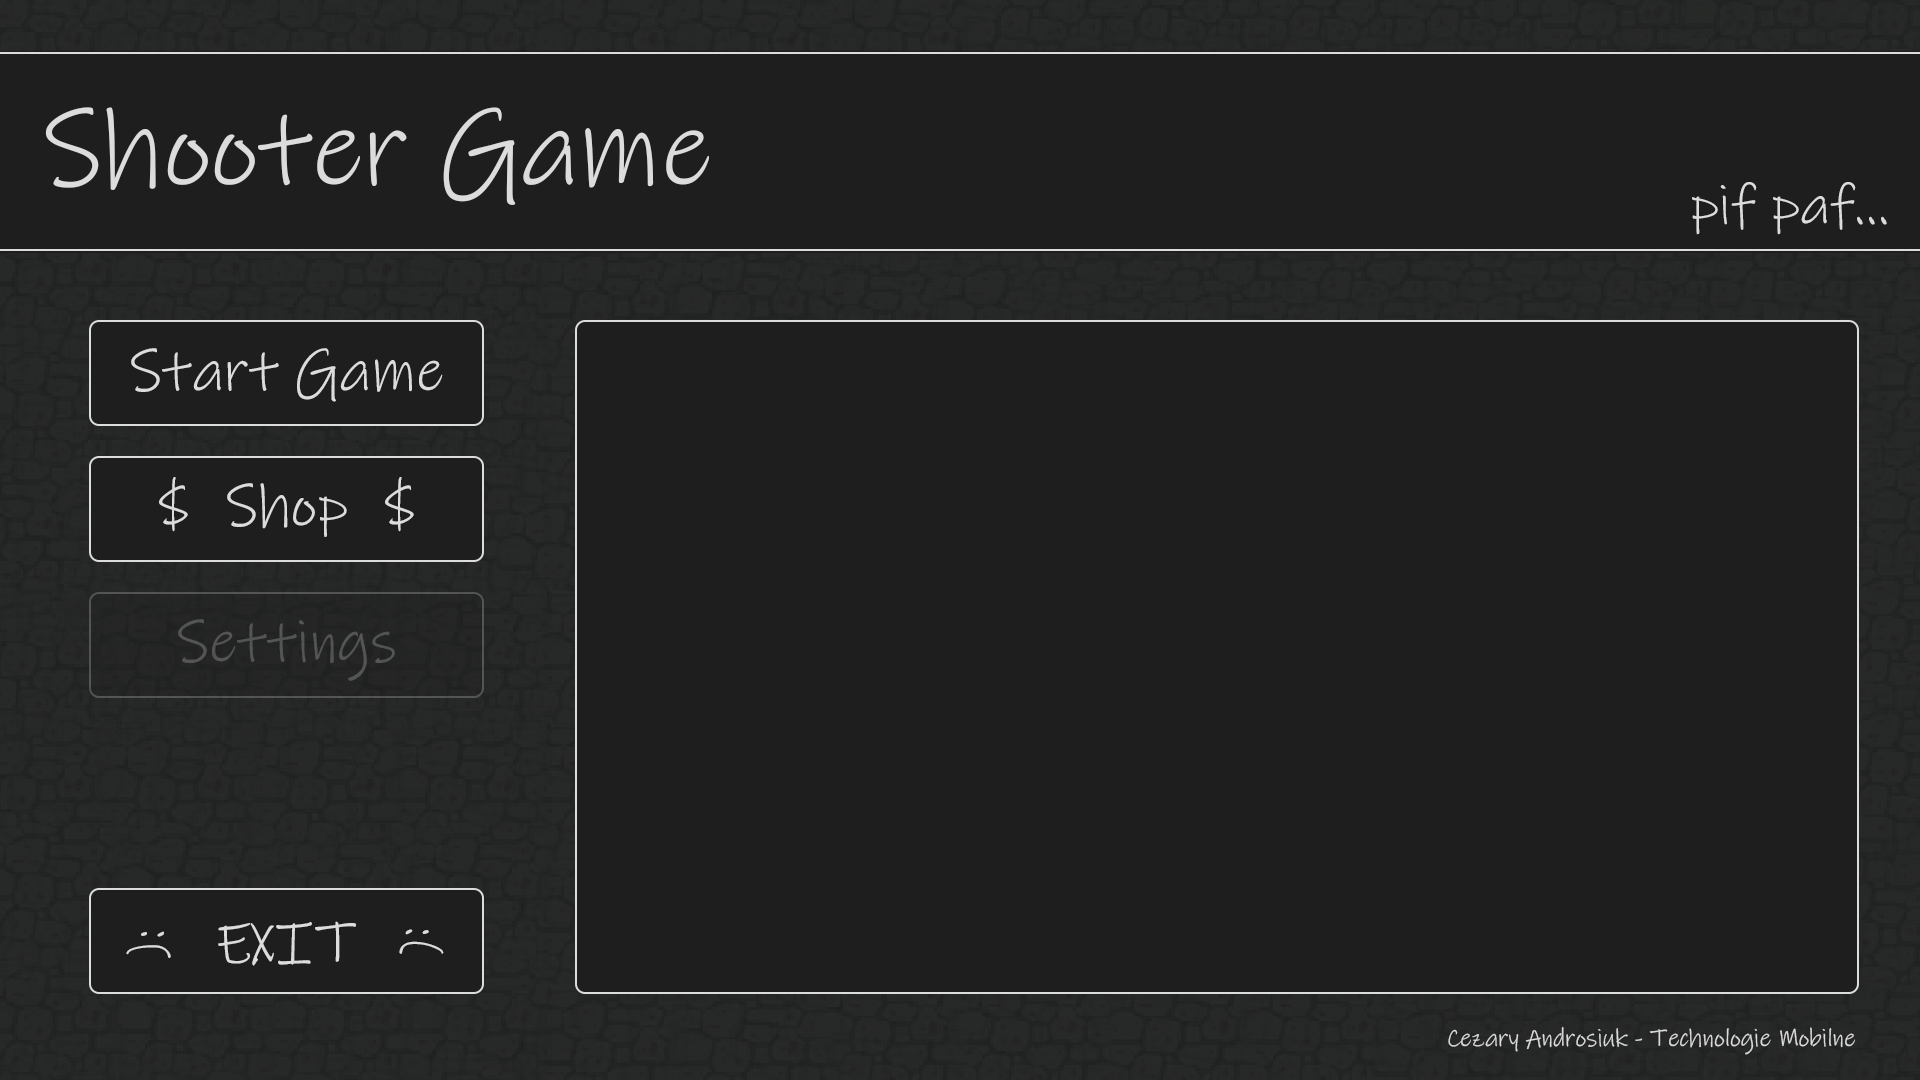 Shooter Game
pif paf...
Start Game
$ Shop $
Settings
EXIT
Cezary Androsiuk - Technologie Mobilne